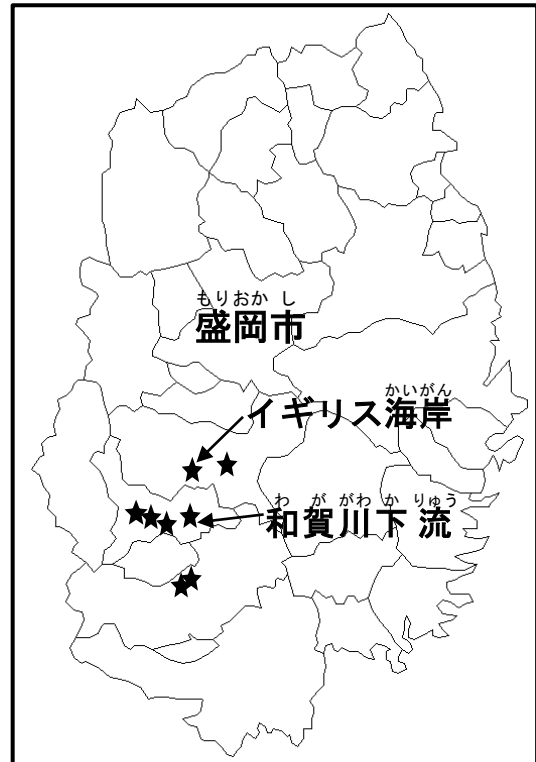 もりおか し
盛岡市
かいがん
イギリス海岸
わ が がわ か りゅう
和賀川下流